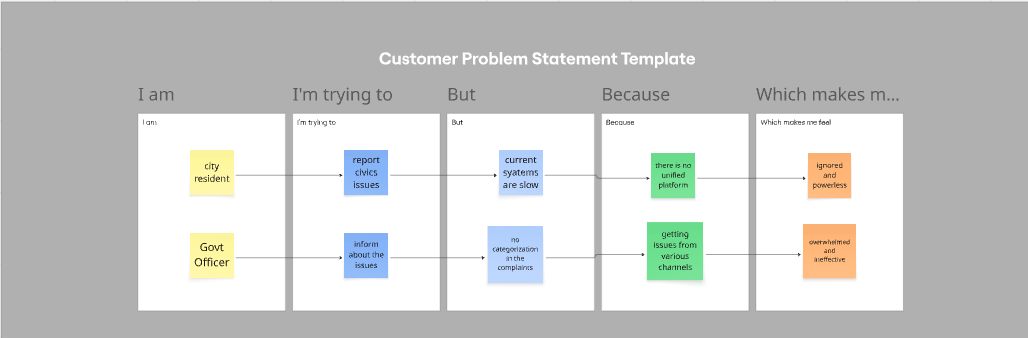 Customer Problem Statement Template
I am
I'm trying to
But
Because
Which makes m...
I am
I'm trying to
But
Because
Which makes me feel
city
resident
report
civics
issues
current
syatems
are slow
there is no
unified
platform
ignored
and
powerless
Govt
Officer
inform
about the
issues
no
categorization
in the
complaints
getting
issues from
various
channels
overwhelmed
and
ineffective